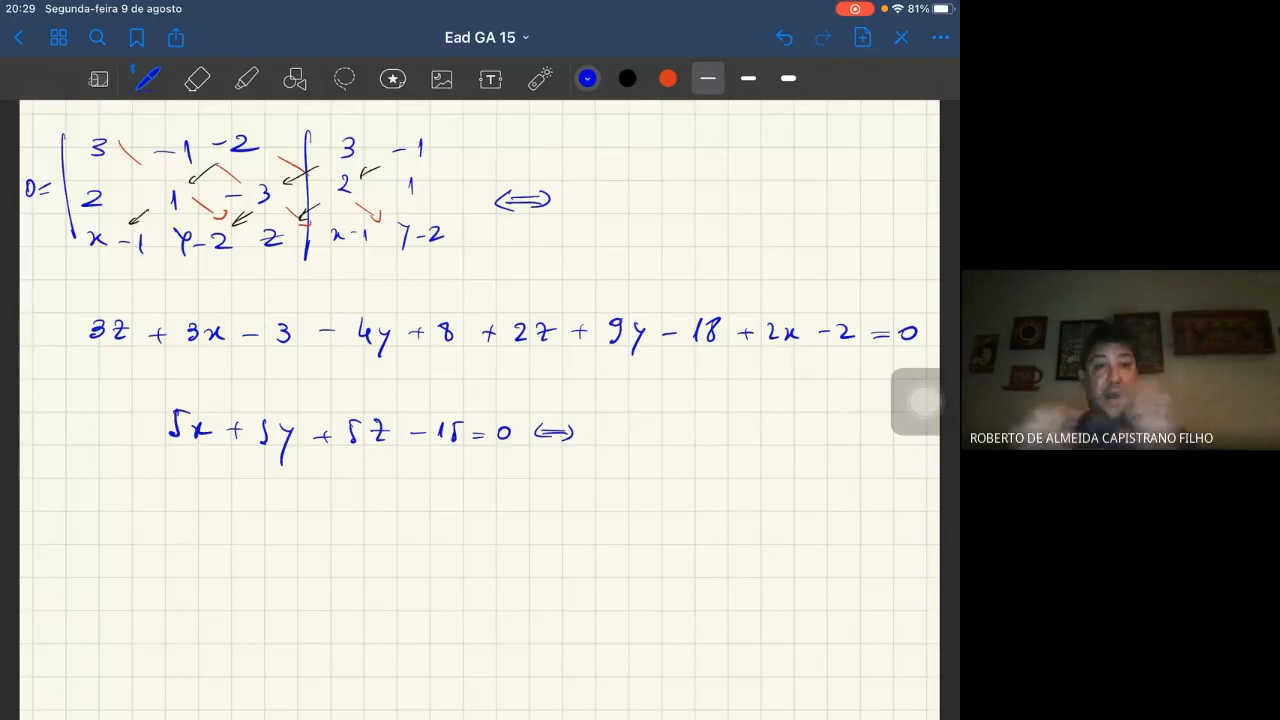 20:29 Segunda-feira 9 de agosto 81%
Ead GA 15
3 -1 -2 | 3 -1
0= | 2 1 -3 | 2 1 ⟺
x-1 y-2 z | x-1 y-2
3z + 3x - 3 - 4y + 8 + 2z + 9y - 18 + 2x - 2 = 0
5x + 5y + 5z - 15 = 0 ⟺
ROBERTO DE ALMEIDA CAPISTRANO FILHO